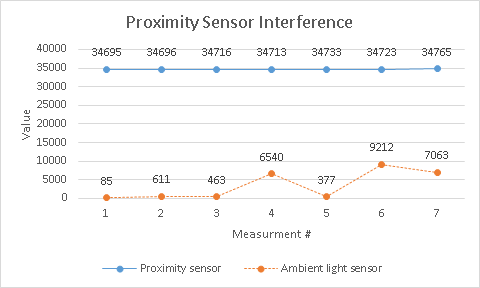 Proximity Sensor Interference
40000
35000
30000
25000
20000
15000
10000
5000
0
Value
34695 34696 34716 34713 34733 34723 34765
85 611 463 6540 377 9212 7063
1 2 3 4 5 6 7
Measurment #
Proximity sensor Ambient light sensor